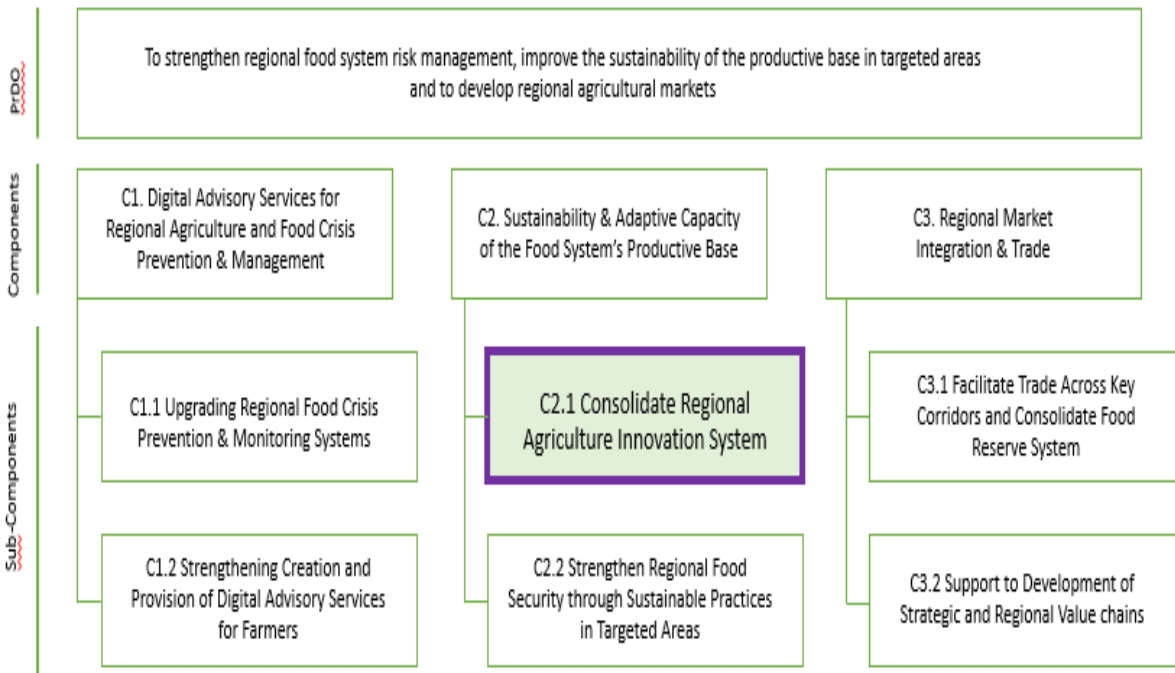 PrDO
To strengthen regional food system risk management, improve the sustainability of the productive base in targeted areas
and to develop regional agricultural markets
Components
C1. Digital Advisory Services for
Regional Agriculture and Food Crisis
Prevention & Management
C2. Sustainability & Adaptive Capacity
of the Food System's Productive Base
C3. Regional Market
Integration & Trade
Sub-Components
C1.1 Upgrading Regional Food Crisis
Prevention & Monitoring Systems
C2.1 Consolidate Regional
Agriculture Innovation System
C3.1 Facilitate Trade Across Key
Corridors and Consolidate Food
Reserve System
C1.2 Strengthening Creation and
Provision of Digital Advisory Services
for Farmers
C2.2 Strengthen Regional Food
Security through Sustainable Practices
in Targeted Areas
C3.2 Support to Development of
Strategic and Regional Value chains